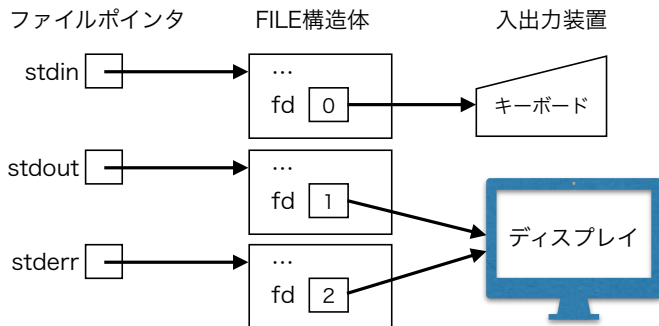 ファイルポインタ FILE構造体 入出力装置
stdin … 
fd 0 キーボード
stdout …
fd 1 ディスプレイ
stderr …
fd 2